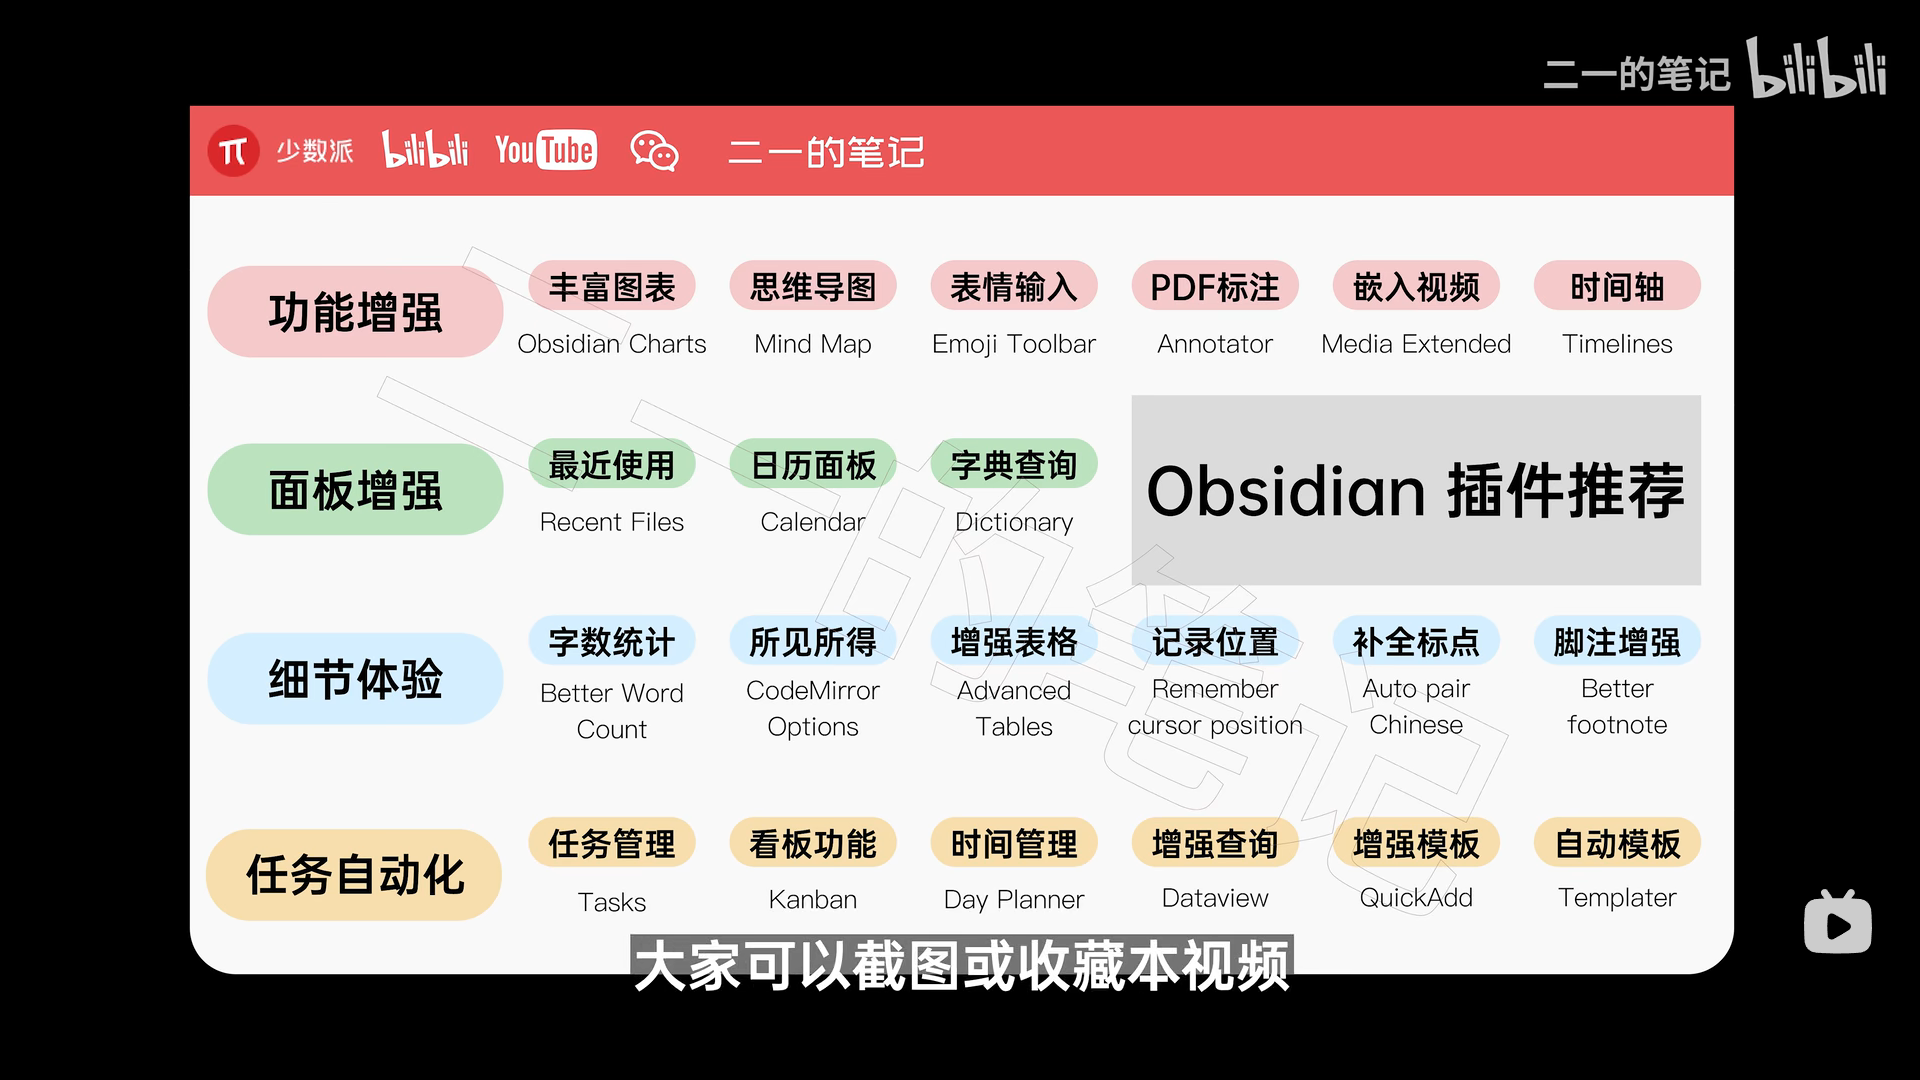 二一的笔记 bilibili
π 少数派 bilibili YouTube 二一的笔记
功能增强
丰富图表 思维导图 表情输入 PDF标注 嵌入视频 时间轴
Obsidian Charts Mind Map Emoji Toolbar Annotator Media Extended Timelines
面板增强
最近使用 日历面板 字典查询
Recent Files Calendar Dictionary
Obsidian 插件推荐
细节体验
字数统计 所见所得 增强表格 记录位置 补全标点 脚注增强
Better Word CodeMirror Advanced Remember Auto pair Better
Count Options Tables cursor position Chinese footnote
任务自动化
任务管理 看板功能 时间管理 增强查询 增强模板 自动模板
Tasks Kanban Day Planner Dataview QuickAdd Templater
二一的笔记
大家可以截图或收藏本视频